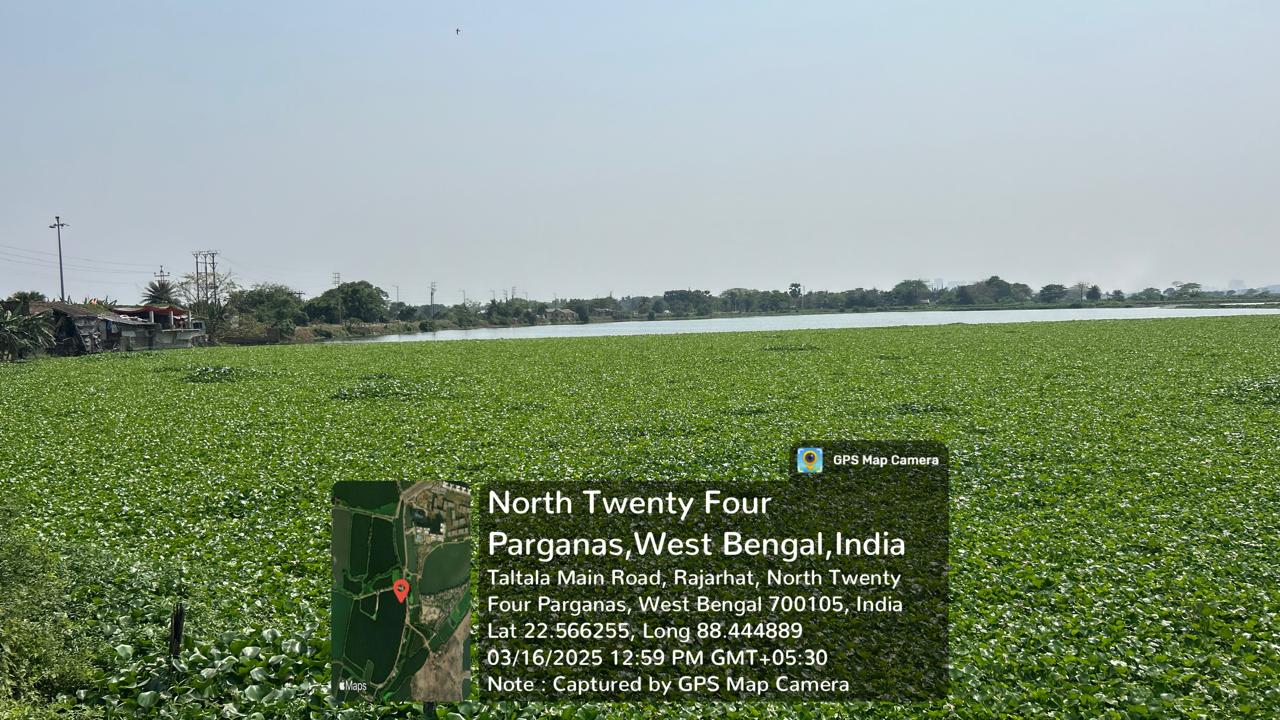 GPS Map Camera
North Twenty Four
Parganas,West Bengal,India
Taltala Main Road, Rajarhat, North Twenty
Four Parganas, West Bengal 700105, India
Lat 22.566255, Long 88.444889
03/16/2025 12:59 PM GMT+05:30
Note : Captured by GPS Map Camera
Maps